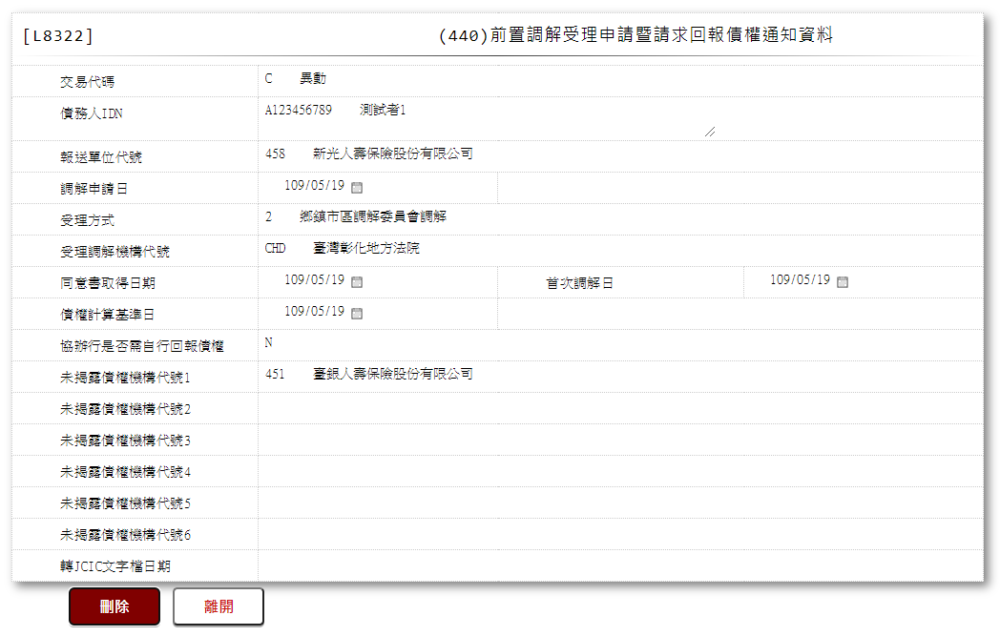 [L8322] (440)前置調解受理申請暨請求回報債權通知資料
交易代碼 C 異動
債務人IDN A123456789 測試者1
報送單位代號 458 新光人壽保險股份有限公司
調解申請日 109/05/19
受理方式 2 鄉鎮市區調解委員會調解
受理調解機構代號 CHD 臺灣彰化地方法院
同意書取得日期 109/05/19 首次調解日 109/05/19
債權計算基準日 109/05/19
協辦行是否需自行回報債權 N
未揭露債權機構代號1 451 臺銀人壽保險股份有限公司
未揭露債權機構代號2
未揭露債權機構代號3
未揭露債權機構代號4
未揭露債權機構代號5
未揭露債權機構代號6
轉JCIC文字檔日期
刪除 離開